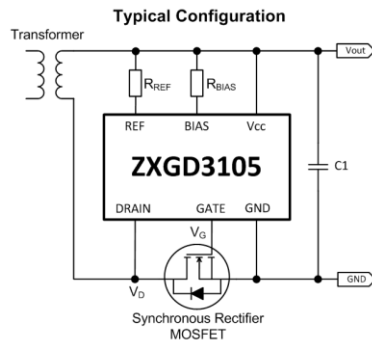 Typical Configuration
Transformer
Vout
RREF
RBIAS
REF BIAS Vcc
ZXGD3105
C1
DRAIN GATE GND
VG
VD
GND
Synchronous Rectifier
MOSFET